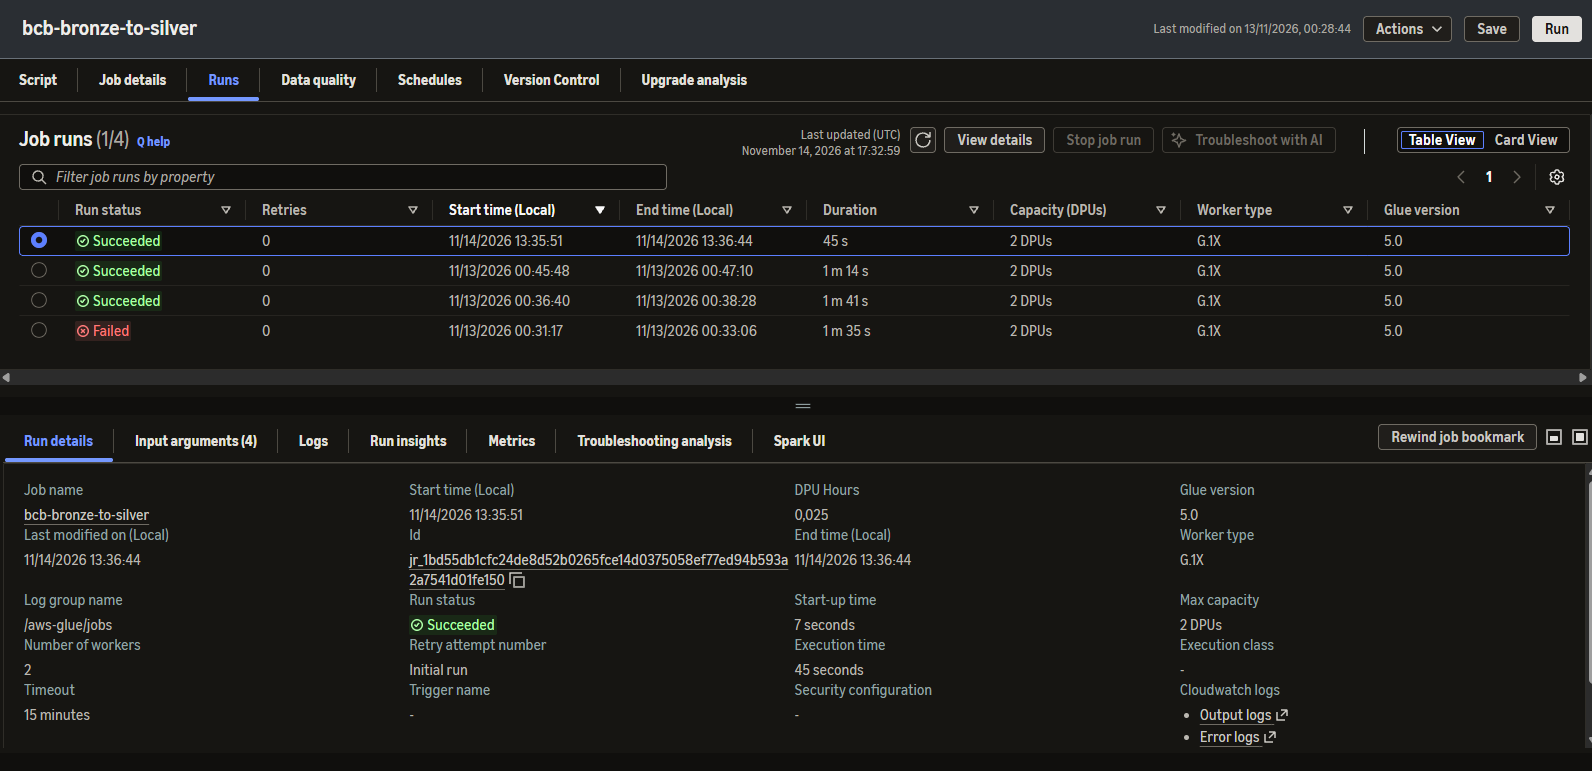 bcb-bronze-to-silver
Last modified on 13/11/2026, 00:28:44
Actions
Save
Run
Script
Job details
Runs
Data quality
Schedules
Version Control
Upgrade analysis
Job runs (1/4) Q help
Last updated (UTC)
November 14, 2026 at 17:32:59
View details
Stop job run
Troubleshoot with AI
Table View
Card View
Filter job runs by property
1
Run status Retries Start time (Local) End time (Local) Duration Capacity (DPUs) Worker type Glue version
Succeeded 0 11/14/2026 13:35:51 11/14/2026 13:36:44 45 s 2 DPUs G.1X 5.0
Succeeded 0 11/13/2026 00:45:48 11/13/2026 00:47:10 1 m 14 s 2 DPUs G.1X 5.0
Succeeded 0 11/13/2026 00:36:40 11/13/2026 00:38:28 1 m 41 s 2 DPUs G.1X 5.0
Failed 0 11/13/2026 00:31:17 11/13/2026 00:33:06 1 m 35 s 2 DPUs G.1X 5.0
Run details
Input arguments (4)
Logs
Run insights
Metrics
Troubleshooting analysis
Spark UI
Rewind job bookmark
Job name Start time (Local) DPU Hours Glue version
bcb-bronze-to-silver 11/14/2026 13:35:51 0,025 5.0
Last modified on (Local) Id End time (Local) Worker type
11/14/2026 13:36:44 jr_1bd55db1cfc24de8d52b0265fce14d0375058ef77ed94b593a 11/14/2026 13:36:44 G.1X
2a7541d01fe150
Log group name Run status Start-up time Max capacity
/aws-glue/jobs Succeeded 7 seconds 2 DPUs
Number of workers Retry attempt number Execution time Execution class
2 Initial run 45 seconds -
Timeout Trigger name Security configuration Cloudwatch logs
15 minutes - - • Output logs
• Error logs